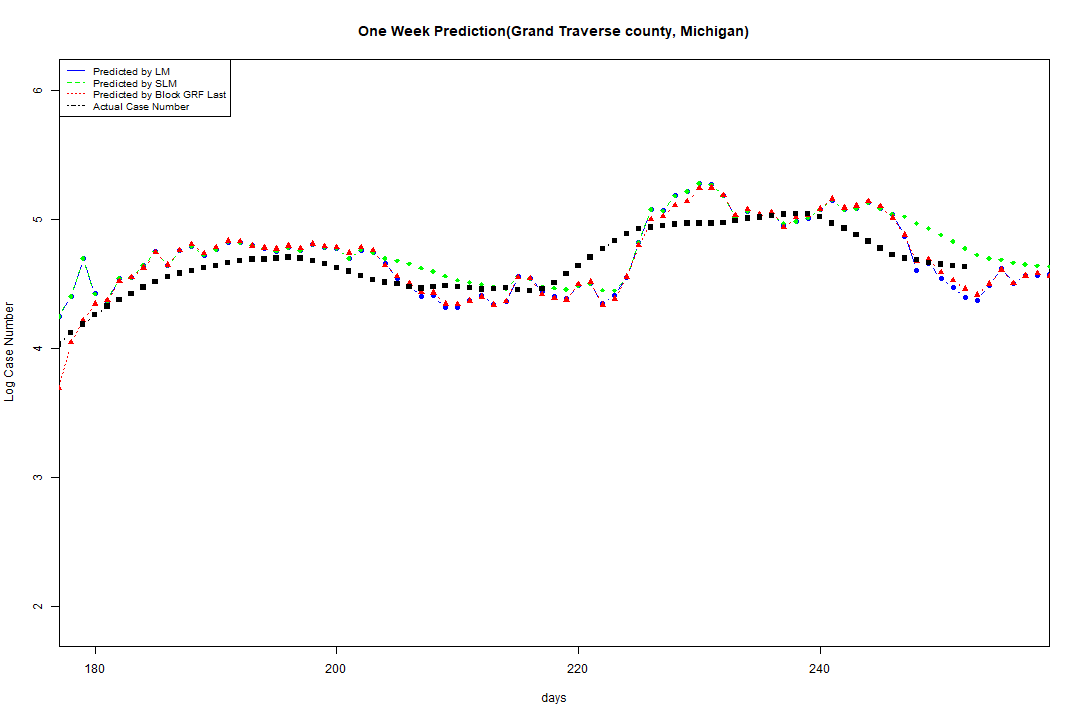 One Week Prediction(Grand Traverse county, Michigan)
Predicted by LM
Predicted by SLM
Predicted by Block GRF Last
Actual Case Number
6
5
4
3
2
Log Case Number
180 200 220 240
days